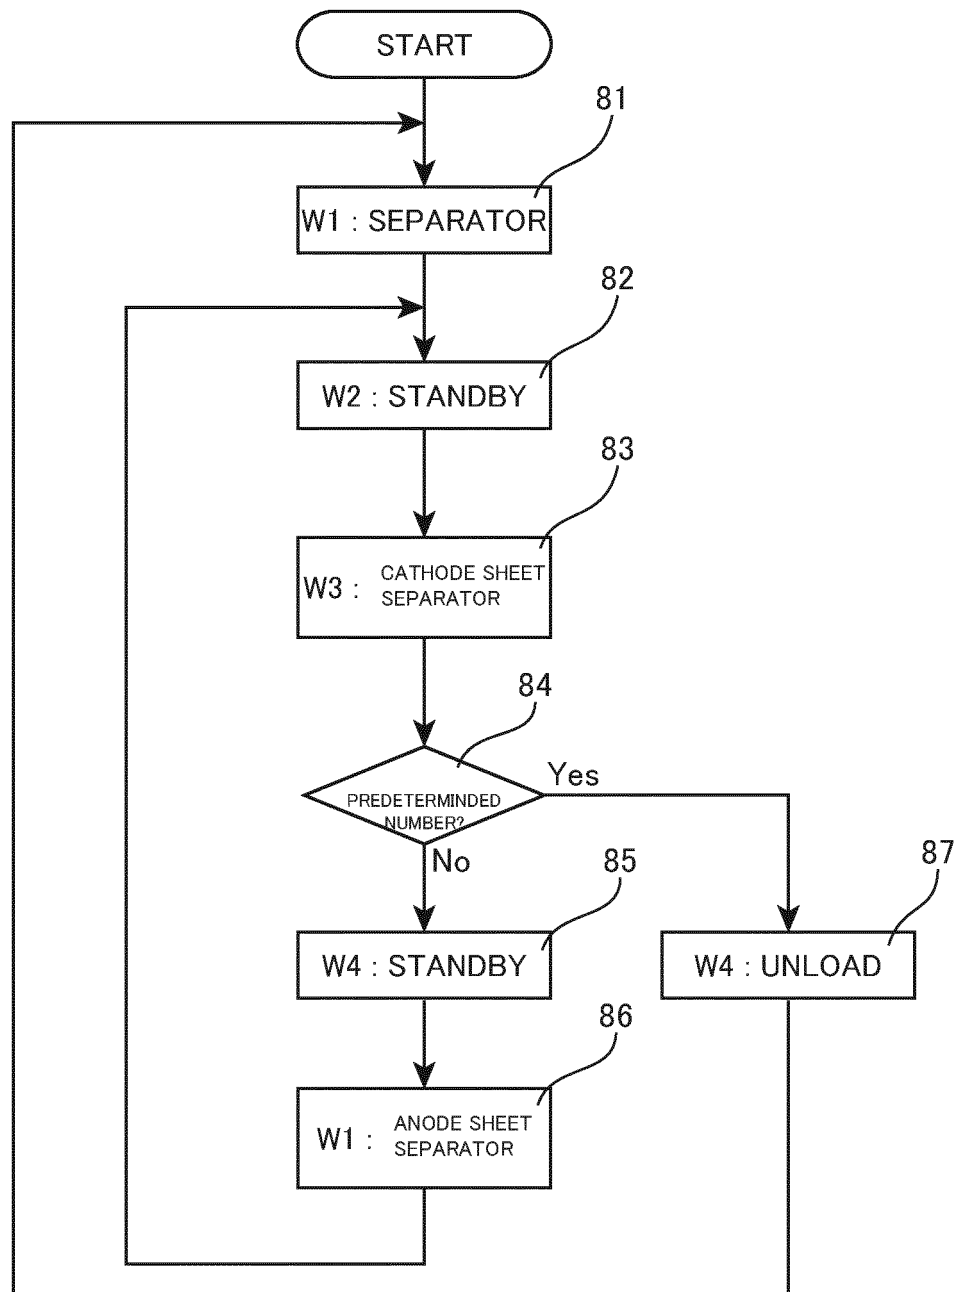 START
81
W1 : SEPARATOR
82
W2 : STANDBY
83
W3 : CATHODE SHEET
SEPARATOR
84
Yes
PREDETERMINDED
NUMBER?
No
85
87
W4 : STANDBY
W4 : UNLOAD
86
W1 : ANODE SHEET
SEPARATOR